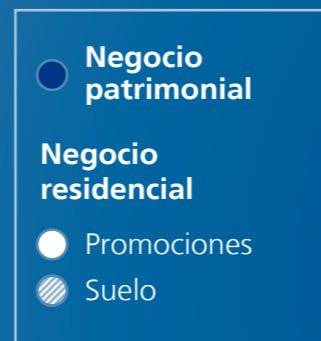 Negocio
patrimonial
Negocio
residencial
Promociones
Suelo